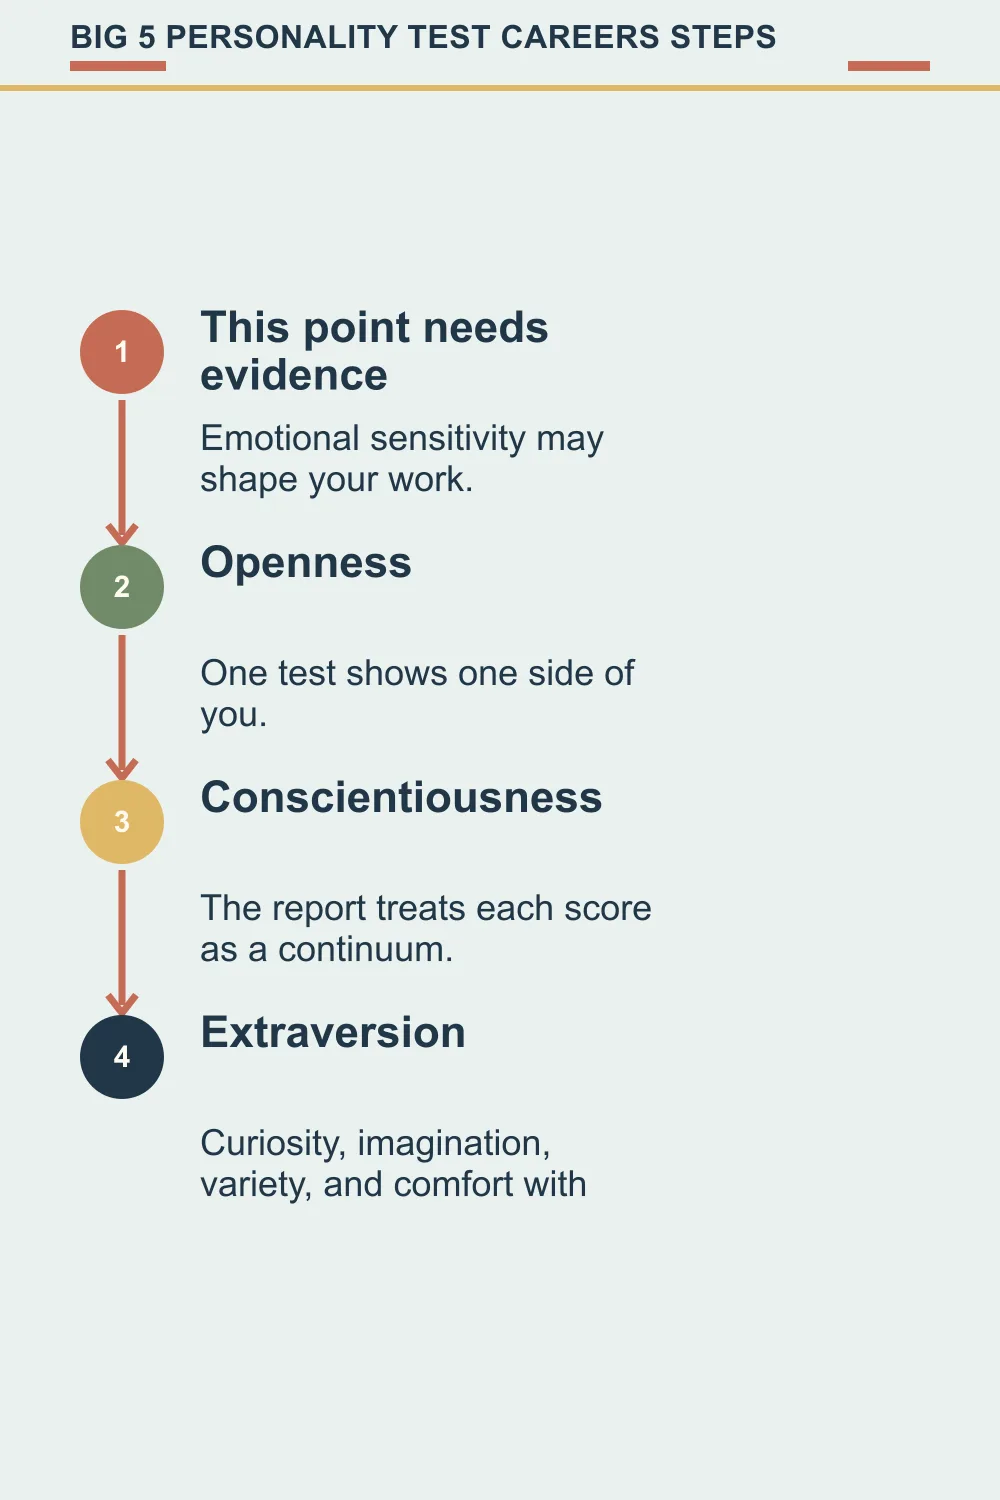 BIG 5 PERSONALITY TEST CAREERS STEPS
1
This point needs
evidence
Emotional sensitivity may
shape your work.
2
Openness
One test shows one side of
you.
3
Conscientiousness
The report treats each score
as a continuum.
4
Extraversion
Curiosity, imagination,
variety, and comfort with